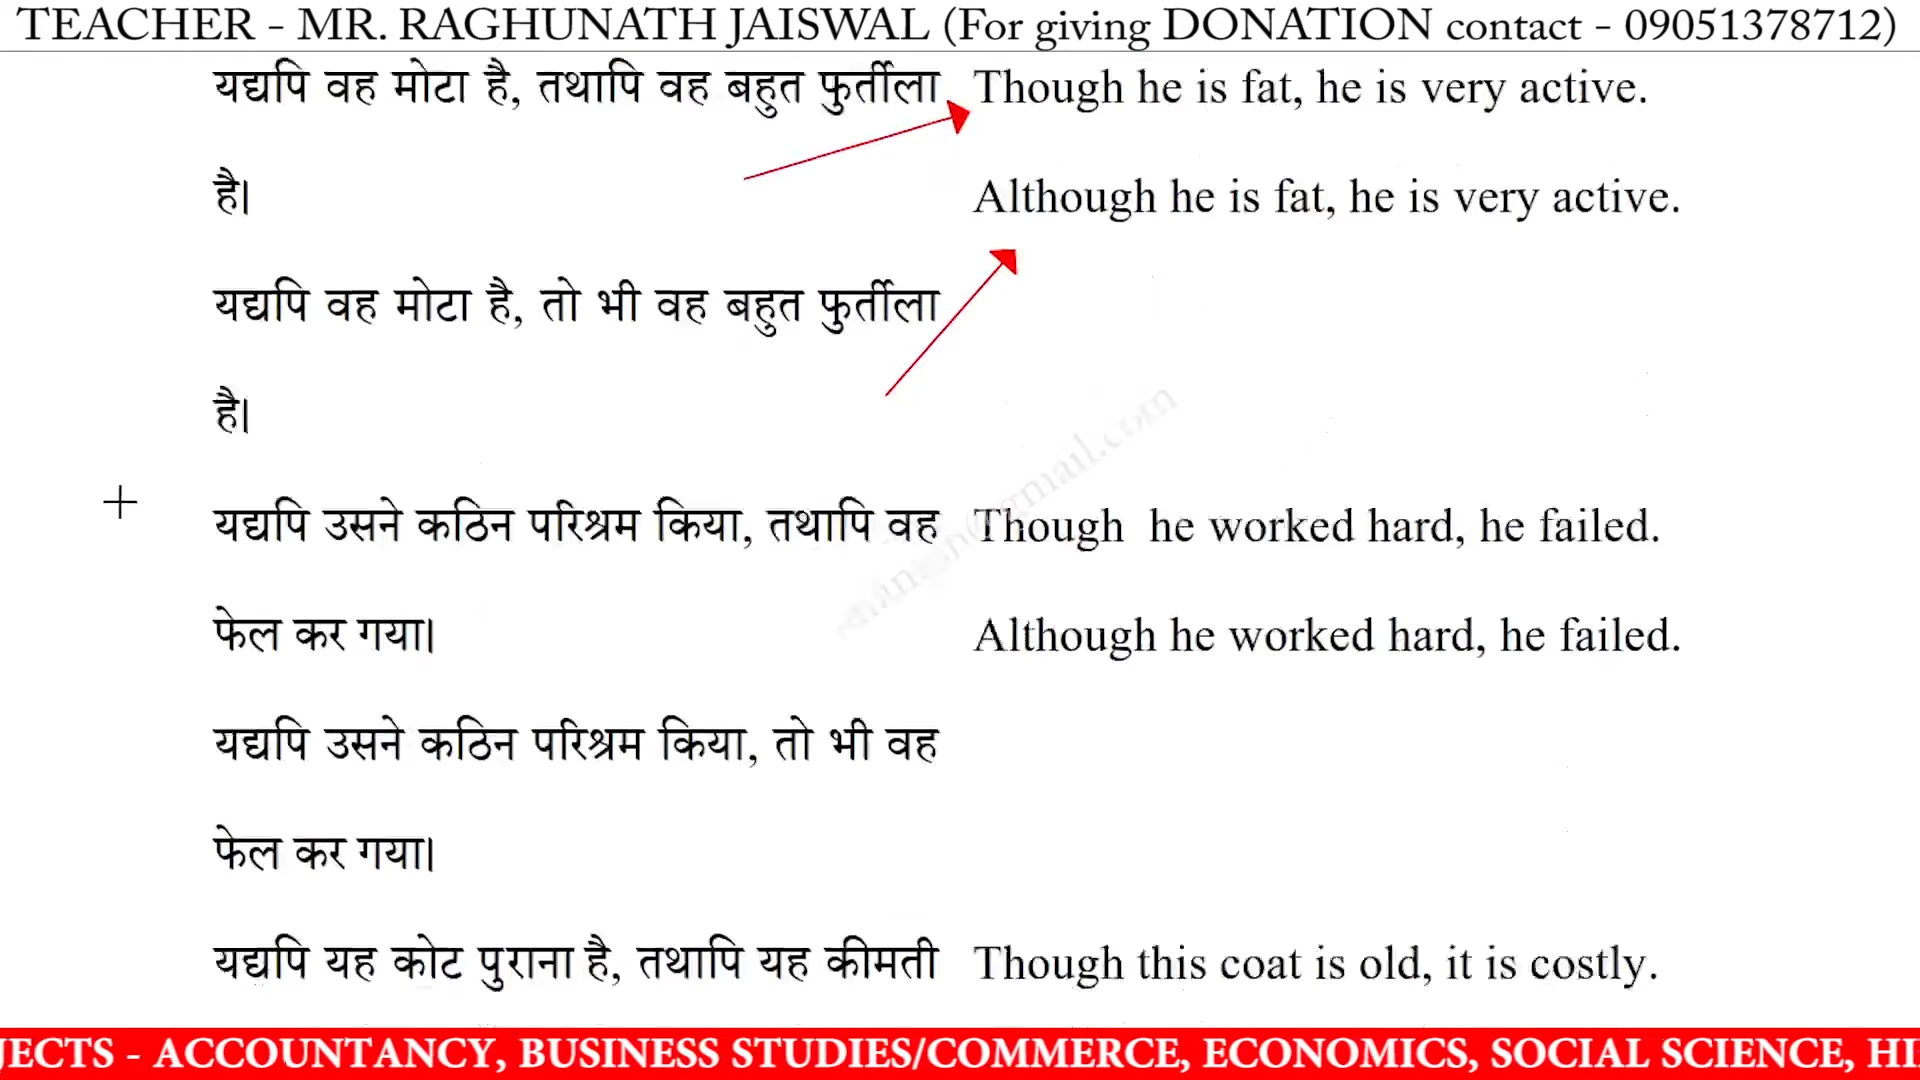 TEACHER - MR. RAGHUNATH JAISWAL (For giving DONATION contact - 09051378712)
यद्यपि वह मोटा है, तथापि वह बहुत फुर्तीला
है।
यद्यपि वह मोटा है, तो भी वह बहुत फुर्तीला
है।
यद्यपि उसने कठिन परिश्रम किया, तथापि वह
फेल कर गया।
यद्यपि उसने कठिन परिश्रम किया, तो भी वह
फेल कर गया।
यद्यपि यह कोट पुराना है, तथापि यह कीमती
Though he is fat, he is very active.
Although he is fat, he is very active.
Though he worked hard, he failed.
Although he worked hard, he failed.
Though this coat is old, it is costly.
JECTS - ACCOUNTANCY, BUSINESS STUDIES/COMMERCE, ECONOMICS, SOCIAL SCIENCE, HI